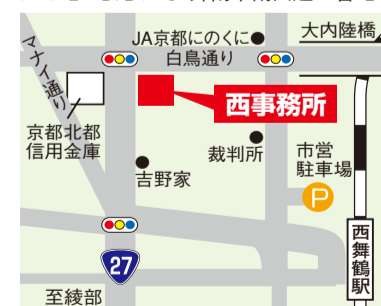 JA京都にのくに
大内陸橋
白鳥通り
マナイ通り
西事務所
京都北都
信用金庫
裁判所
市営
駐車場
吉野家
P
27
西舞鶴駅
至綾部